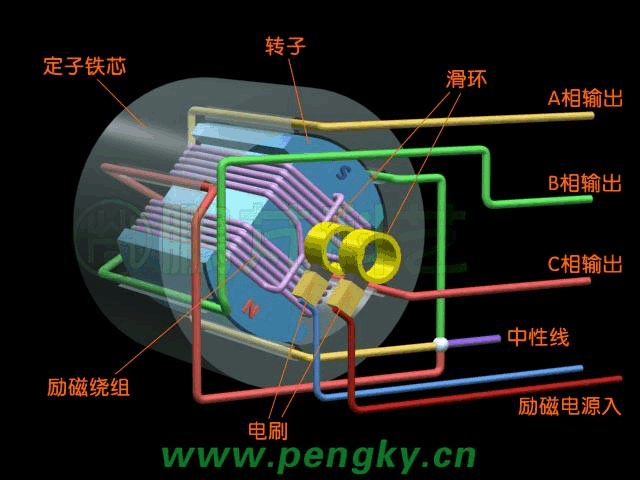 转子
定子铁芯
滑环
A相输出
B相输出
S
C相输出
N
中性线
励磁绕组
励磁电源入
电刷
www.pengky.cn